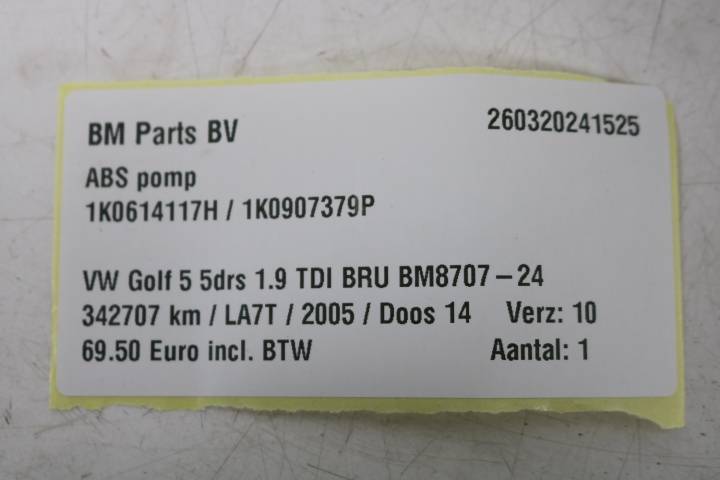 BM Parts BV 260320241525
ABS pomp
1K0614117H / 1K0907379P
VW Golf 5 5drs 1.9 TDI BRU BM8707-24
342707 km / LA7T / 2005 / Doos 14 Verz: 10
69.50 Euro incl. BTW Aantal: 1